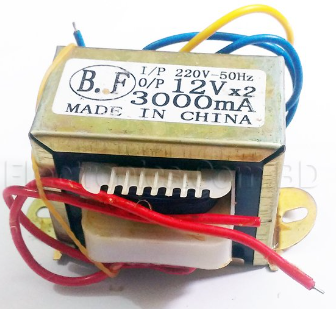 B.F
I/P 220V-50Hz
O/P 12Vx2
3000mA
MADE IN CHINA